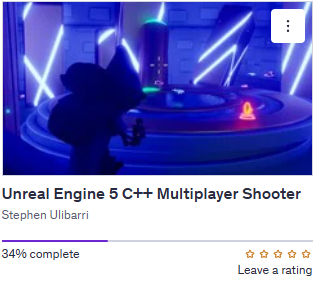 Unreal Engine 5 C++ Multiplayer Shooter
Stephen Ulibarri
34% complete
Leave a rating